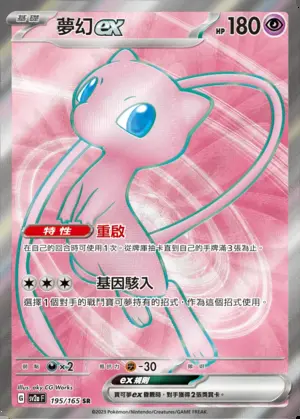 基礎 夢幻ex HP 180
特性 重啟
在自己的回合時可使用1次。從牌庫抽卡直到自己的手牌滿3張為止。
基因駭入
選擇1個對手的戰鬥寶可夢持有的招式,作為這個招式使用。
×2 -30
ex規則
寶可夢ex昏厥時,對手獲得2張獎賞卡。
Illus. aky CG Works
G sv2a F 195/165 SR
©2023 Pokémon/Nintendo/Creatures/GAME FREAK.